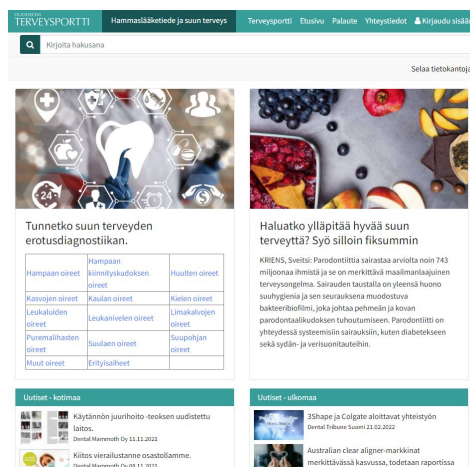 DUODECIMIN
TERVEYSPORTTI
Hammaslääketiede ja suun terveys
Terveysportti Etusivu Palaute Yhteystiedot Kirjaudu sisään
Kirjoita hakusana
Selaa tietokantoja
24
Tunnetko suun terveyden
erotusdiagnostiikan.
Hampaan oireet
Hampaan
kiinnityskudoksen
oireet
Huulten oireet
Kasvojen oireet
Kaulan oireet
Kielen oireet
Leukaluiden
oireet
Leukanivelen oireet
Limakalvojen
oireet
Puremalihasten
oireet
Suulaen oireet
Suupohjan
oireet
Muut oireet
Erityisaiheet
Haluatko ylläpitää hyvää suun
terveyttä? Syö silloin fiksummin
KRIENS, Sveitsi: Parodontiittia sairastaa arviolta noin 743
miljoonaa ihmistä ja se on merkittävä maailmanlaajuinen
terveysongelma. Sairauden taustalla on yleensä huono
suuhygienia ja sen seurauksena muodostuva
bakteeribiofilmi, joka johtaa pehmeän ja kovan
parodontaalikudoksen tuhoutumiseen. Parodontiitti on
yhteydessä systeemisiin sairauksiin, kuten diabetekseen
sekä sydän- ja verisuonitauteihin.
Uutiset - kotimaa
Käytännön juurihoito -teoksen uudistettu
laitos.
Dental Mammoth Oy 11.11.2021
Kiitos vierailustanne osastollamme.
Dental Mammoth Oy 08.11.2021
Uutiset - ulkomaa
3Shape ja Colgate aloittavat yhteistyön
Dental Tribune Suomi 21.02.2022
Australian clear aligner-markkinat
merkittävässä kasvussa, todetaan raportissa